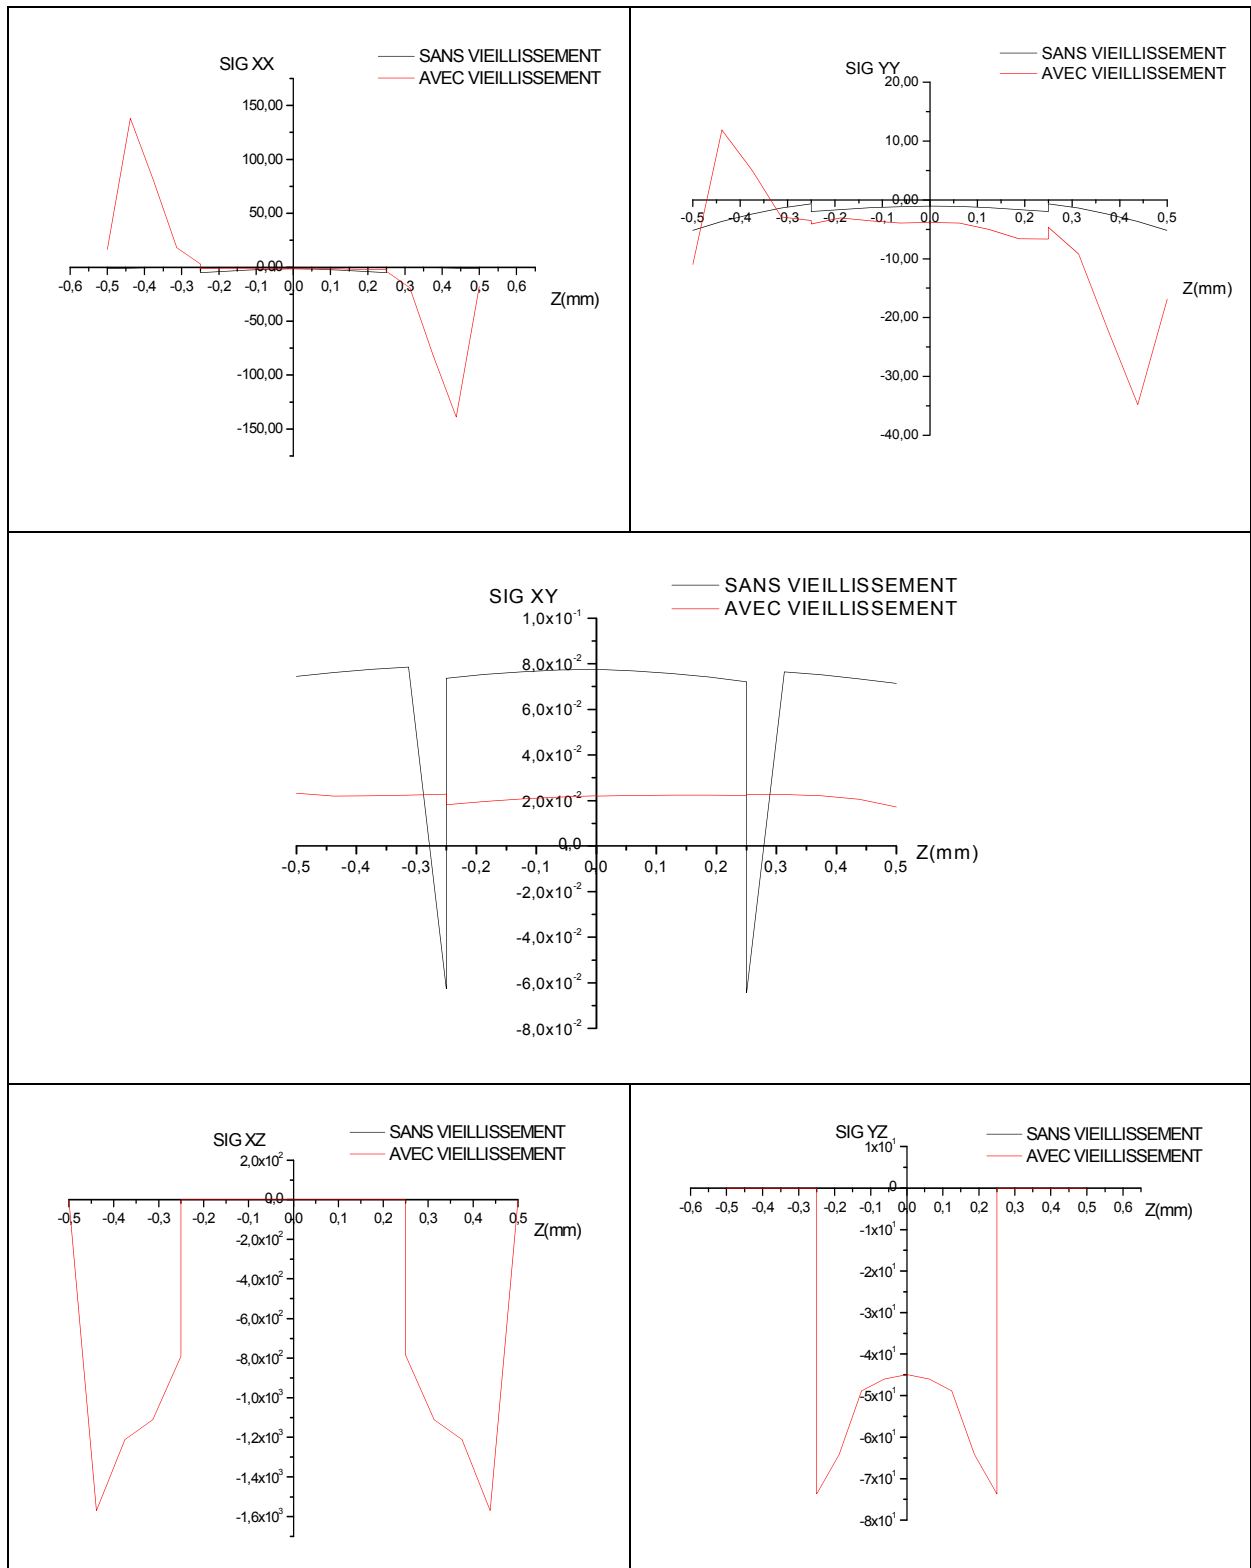 SIG XX
SANS VIEILLISSEMENT
AVEC VIEILLISSEMENT
150,00
100,00
50,00
0,00
-0,6 -0,5 -0,4 -0,3 -0,2 -0,1 0,0 0,1 0,2 0,3 0,4 0,5 0,6
Z(mm)
-50,00
-100,00
-150,00
SIG YY
SANS VIEILLISSEMENT
AVEC VIEILLISSEMENT
20,00
10,00
0,00
-0,5 -0,4 -0,3 -0,2 -0,1 0,0 0,1 0,2 0,3 0,4 0,5
-10,00
Z(mm)
-20,00
-30,00
-40,00
SIG XY
SANS VIEILLISSEMENT
AVEC VIEILLISSEMENT
1,0x10⁻¹
8,0x10⁻²
6,0x10⁻²
4,0x10⁻²
2,0x10⁻²
0,0
-0,5 -0,4 -0,3 -0,2 -0,1 0,0 0,1 0,2 0,3 0,4 0,5
Z(mm)
-2,0x10⁻²
-4,0x10⁻²
-6,0x10⁻²
-8,0x10⁻²
SIG XZ
SANS VIEILLISSEMENT
AVEC VIEILLISSEMENT
2,0x10²
0,0
-0,5 -0,4 -0,3 -0,2 -0,1 0,0 0,1 0,2 0,3 0,4 0,5
Z(mm)
-2,0x10²
-4,0x10²
-6,0x10²
-8,0x10²
-1,0x10³
-1,2x10³
-1,4x10³
-1,6x10³
SIG YZ
SANS VIEILLISSEMENT
AVEC VIEILLISSEMENT
1x10¹
0
-0,6 -0,5 -0,4 -0,3 -0,2 -0,1 0,0 0,1 0,2 0,3 0,4 0,5 0,6
Z(mm)
-1x10¹
-2x10¹
-3x10¹
-4x10¹
-5x10¹
-6x10¹
-7x10¹
-8x10¹